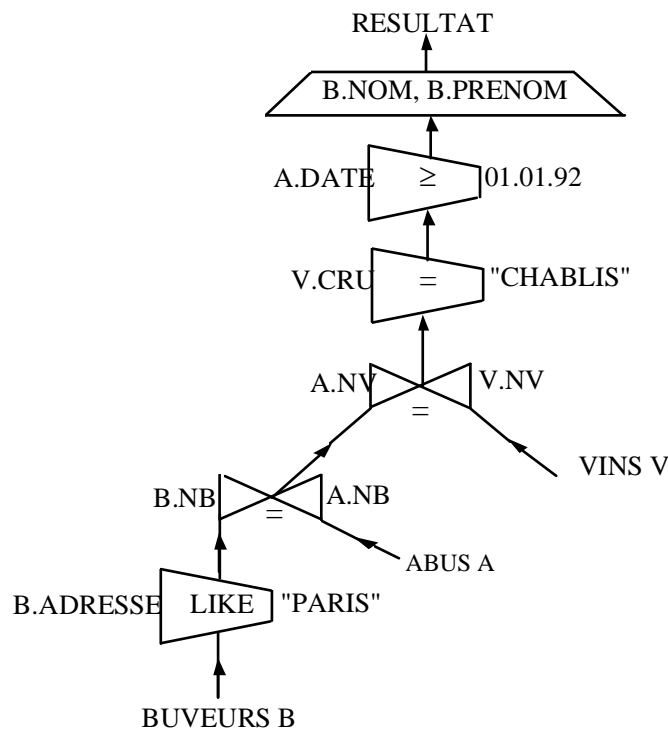 RESULTAT
B.NOM, B.PRENOM
A.DATE ≥ 01.01.92
V.CRU = "CHABLIS"
A.NV = V.NV
VINS V
B.NB = A.NB
ABUS A
B.ADRESSE LIKE "PARIS"
BUVEURS B